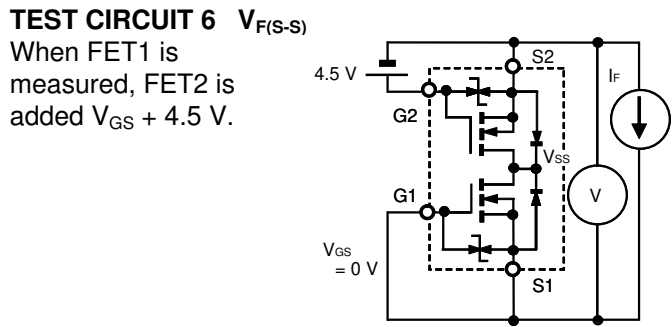 TEST CIRCUIT 6 VF(S-S)
When FET1 is
measured, FET2 is
added VGS + 4.5 V.
S2
4.5 V
IF
G2
VSS
G1
V
VGS
= 0 V
S1